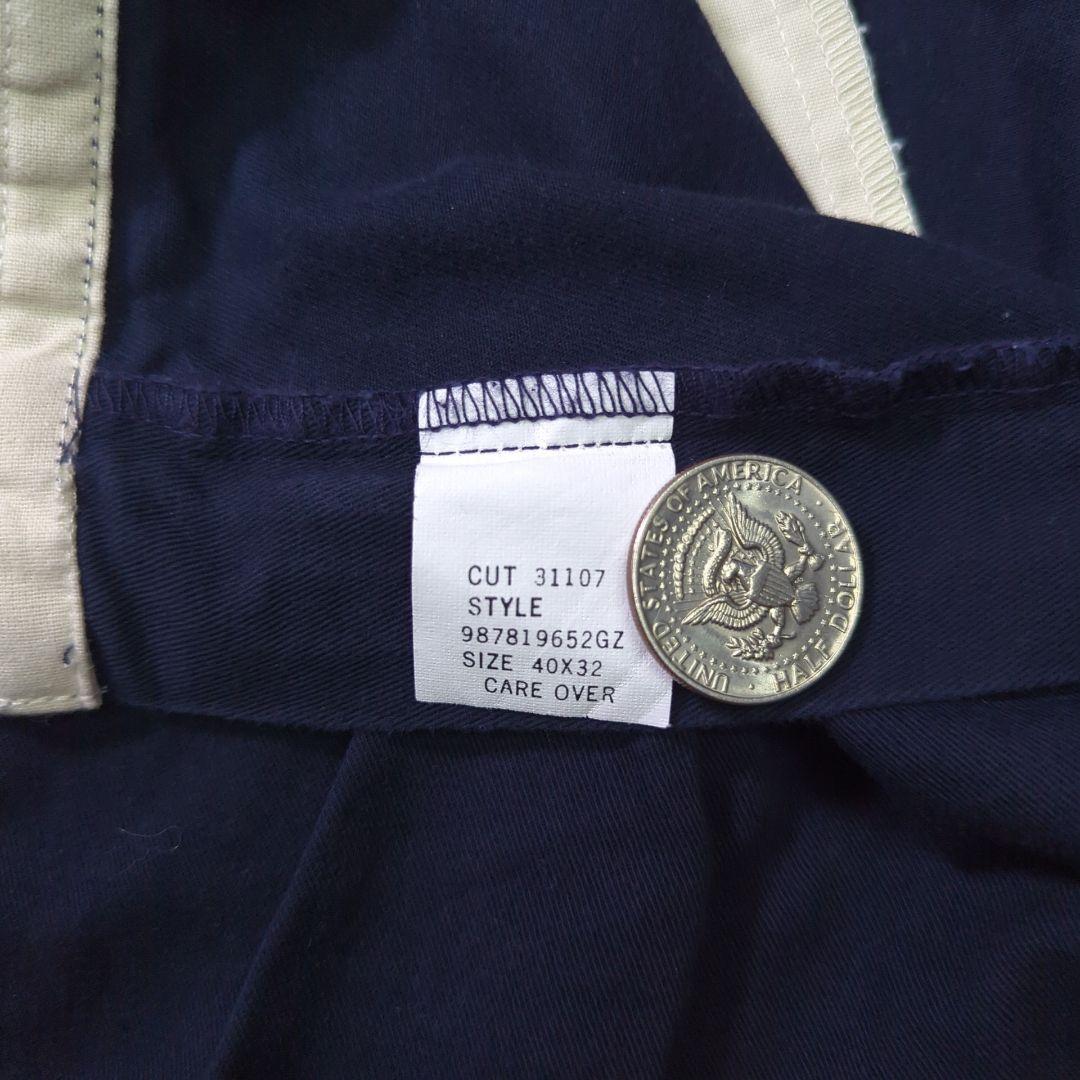 CUT 31107
STYLE
987819652GZ
SIZE 40X32
CARE OVER
UNITED STATES OF AMERICA
HALF DOLLAR